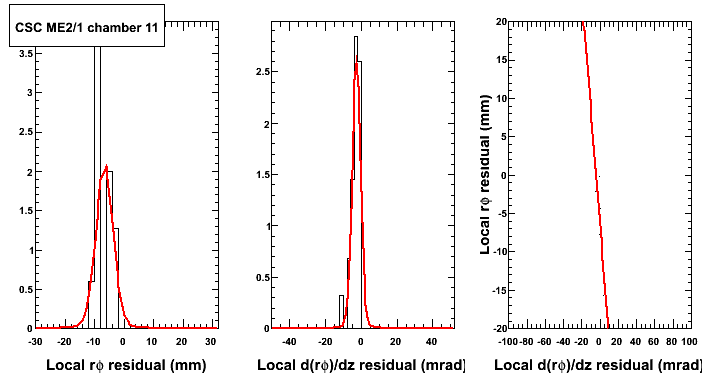 CSC ME2/1 chamber 11
3.5
3
2.5
2
1.5
1
0.5
0
-30 -20 -10 0 10 20 30
Local rϕ residual (mm)
2.5
2
1.5
1
0.5
0
-40 -20 0 20 40
Local d(rϕ)/dz residual (mrad)
Local rϕ residual (mm)
20
15
10
5
0
-5
-10
-15
-20
-100 -80 -60 -40 -20 0 20 40 60 80 100
Local d(rϕ)/dz residual (mrad)